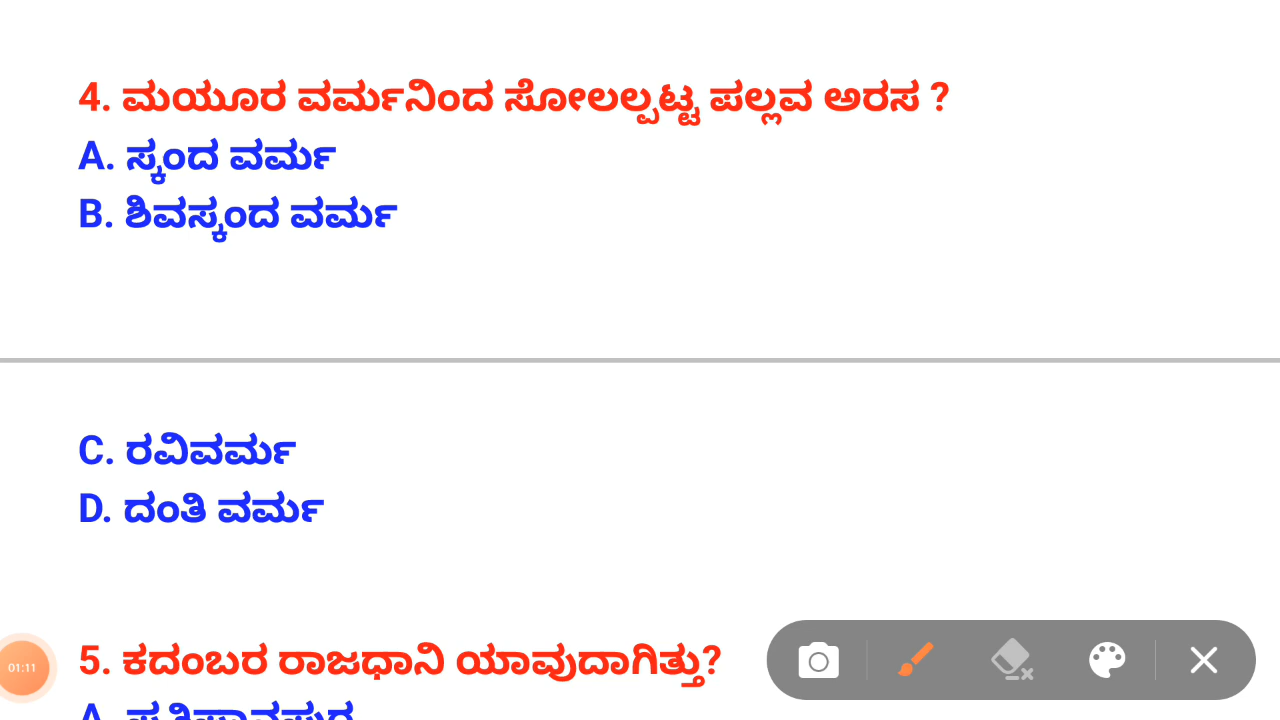 4. ಮಯೂರ ವರ್ಮನಿಂದ ಸೋಲಲ್ಪಟ್ಟ ಪಲ್ಲವ ಅರಸ ?
A. ಸ್ಕಂದ ವರ್ಮ
B. ಶಿವಸ್ಕಂದ ವರ್ಮ
C. ರವಿವರ್ಮ
D. ದಂತಿ ವರ್ಮ
5. ಕದಂಬರ ರಾಜಧಾನಿ ಯಾವುದಾಗಿತ್ತು?
01:11
A.